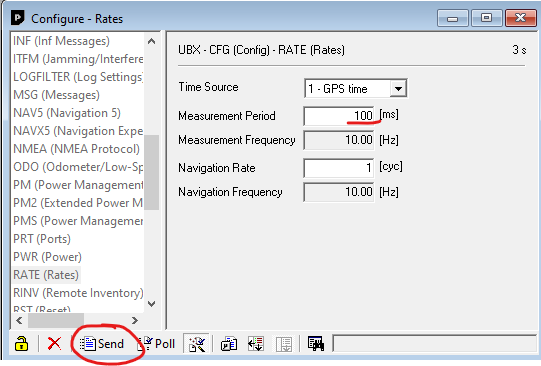 Configure - Rates
INF (Inf Messages)
ITFM (Jamming/Interfere
LOGFILTER (Log Settings)
MSG (Messages)
NAV5 (Navigation 5)
NAVX5 (Navigation Expe
NMEA (NMEA Protocol)
ODO (Odometer/Low-Sp
PM (Power Management
PM2 (Extended Power M
PMS (Power Managemer
PRT (Ports)
PWR (Power)
RATE (Rates)
RINV (Remote Inventory)
RST (Reset)
UBX - CFG (Config) - RATE (Rates)
3 s
Time Source
1 - GPS time
Measurement Period
100 [ms]
Measurement Frequency
10.00 [Hz]
Navigation Rate
1 [cyc]
Navigation Frequency
10.00 [Hz]
Send
Poll